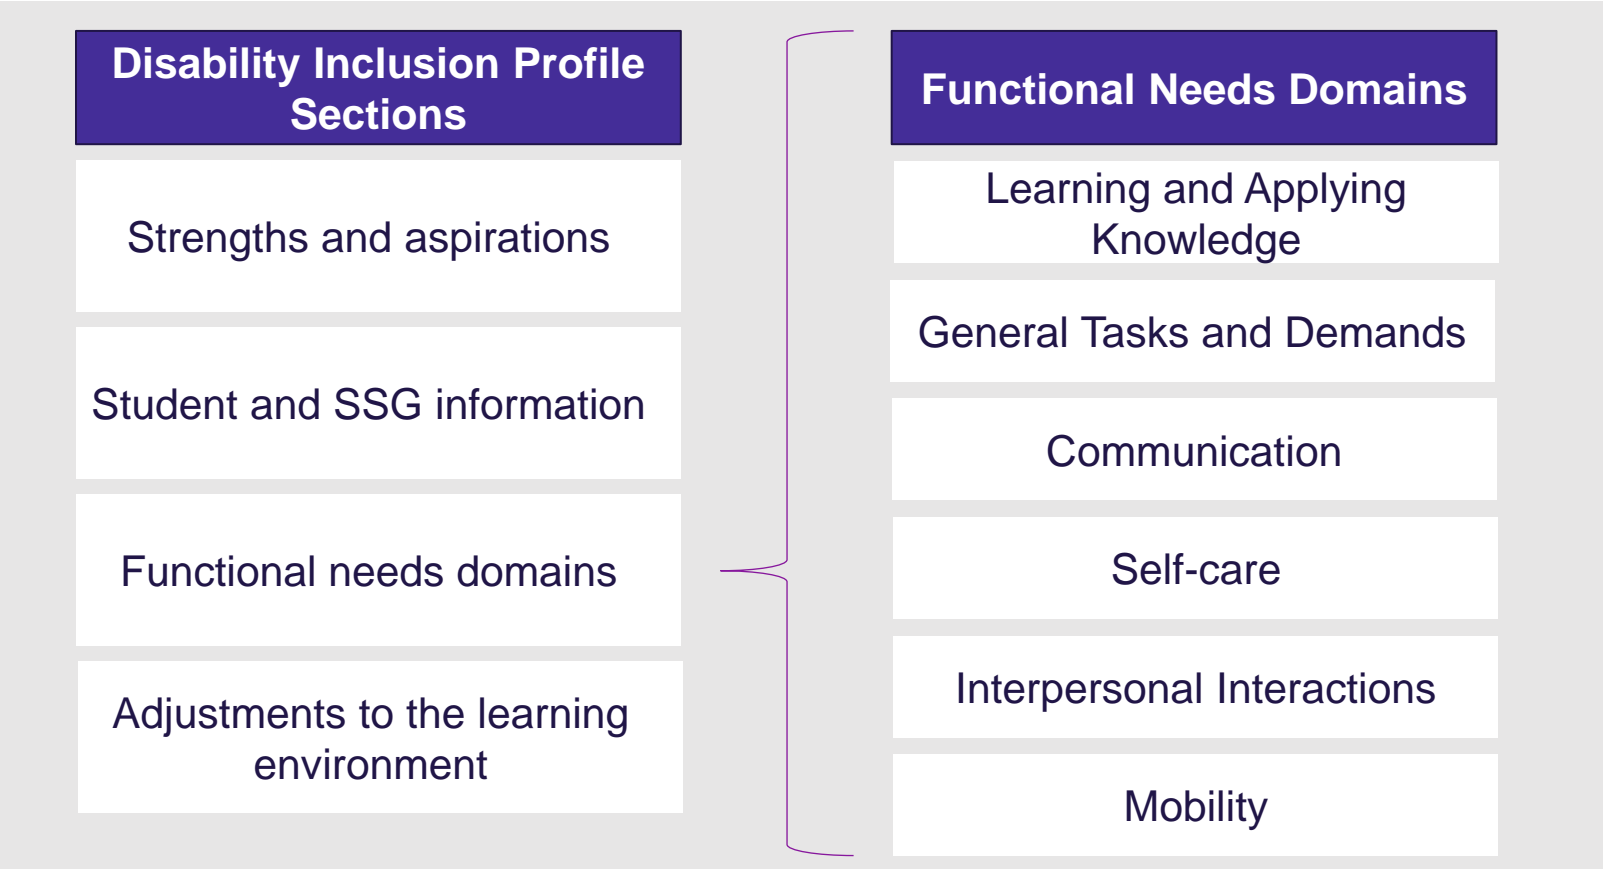 Disability Inclusion Profile
Sections
Strengths and aspirations
Student and SSG information
Functional needs domains
Adjustments to the learning
environment
Functional Needs Domains
Learning and Applying
Knowledge
General Tasks and Demands
Communication
Self-care
Interpersonal Interactions
Mobility